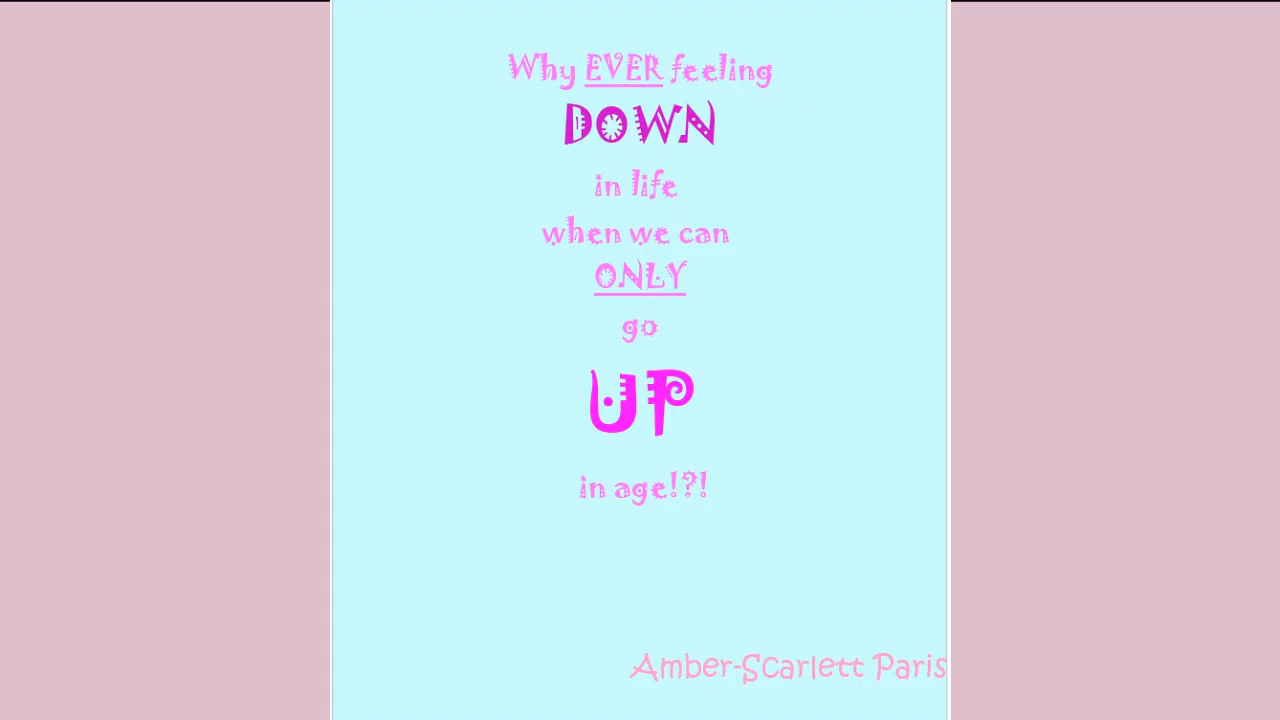 Why EVER feeling
DOWN
in life
when we can
ONLY
go
UP
in age!?!
Amber-Scarlett Paris